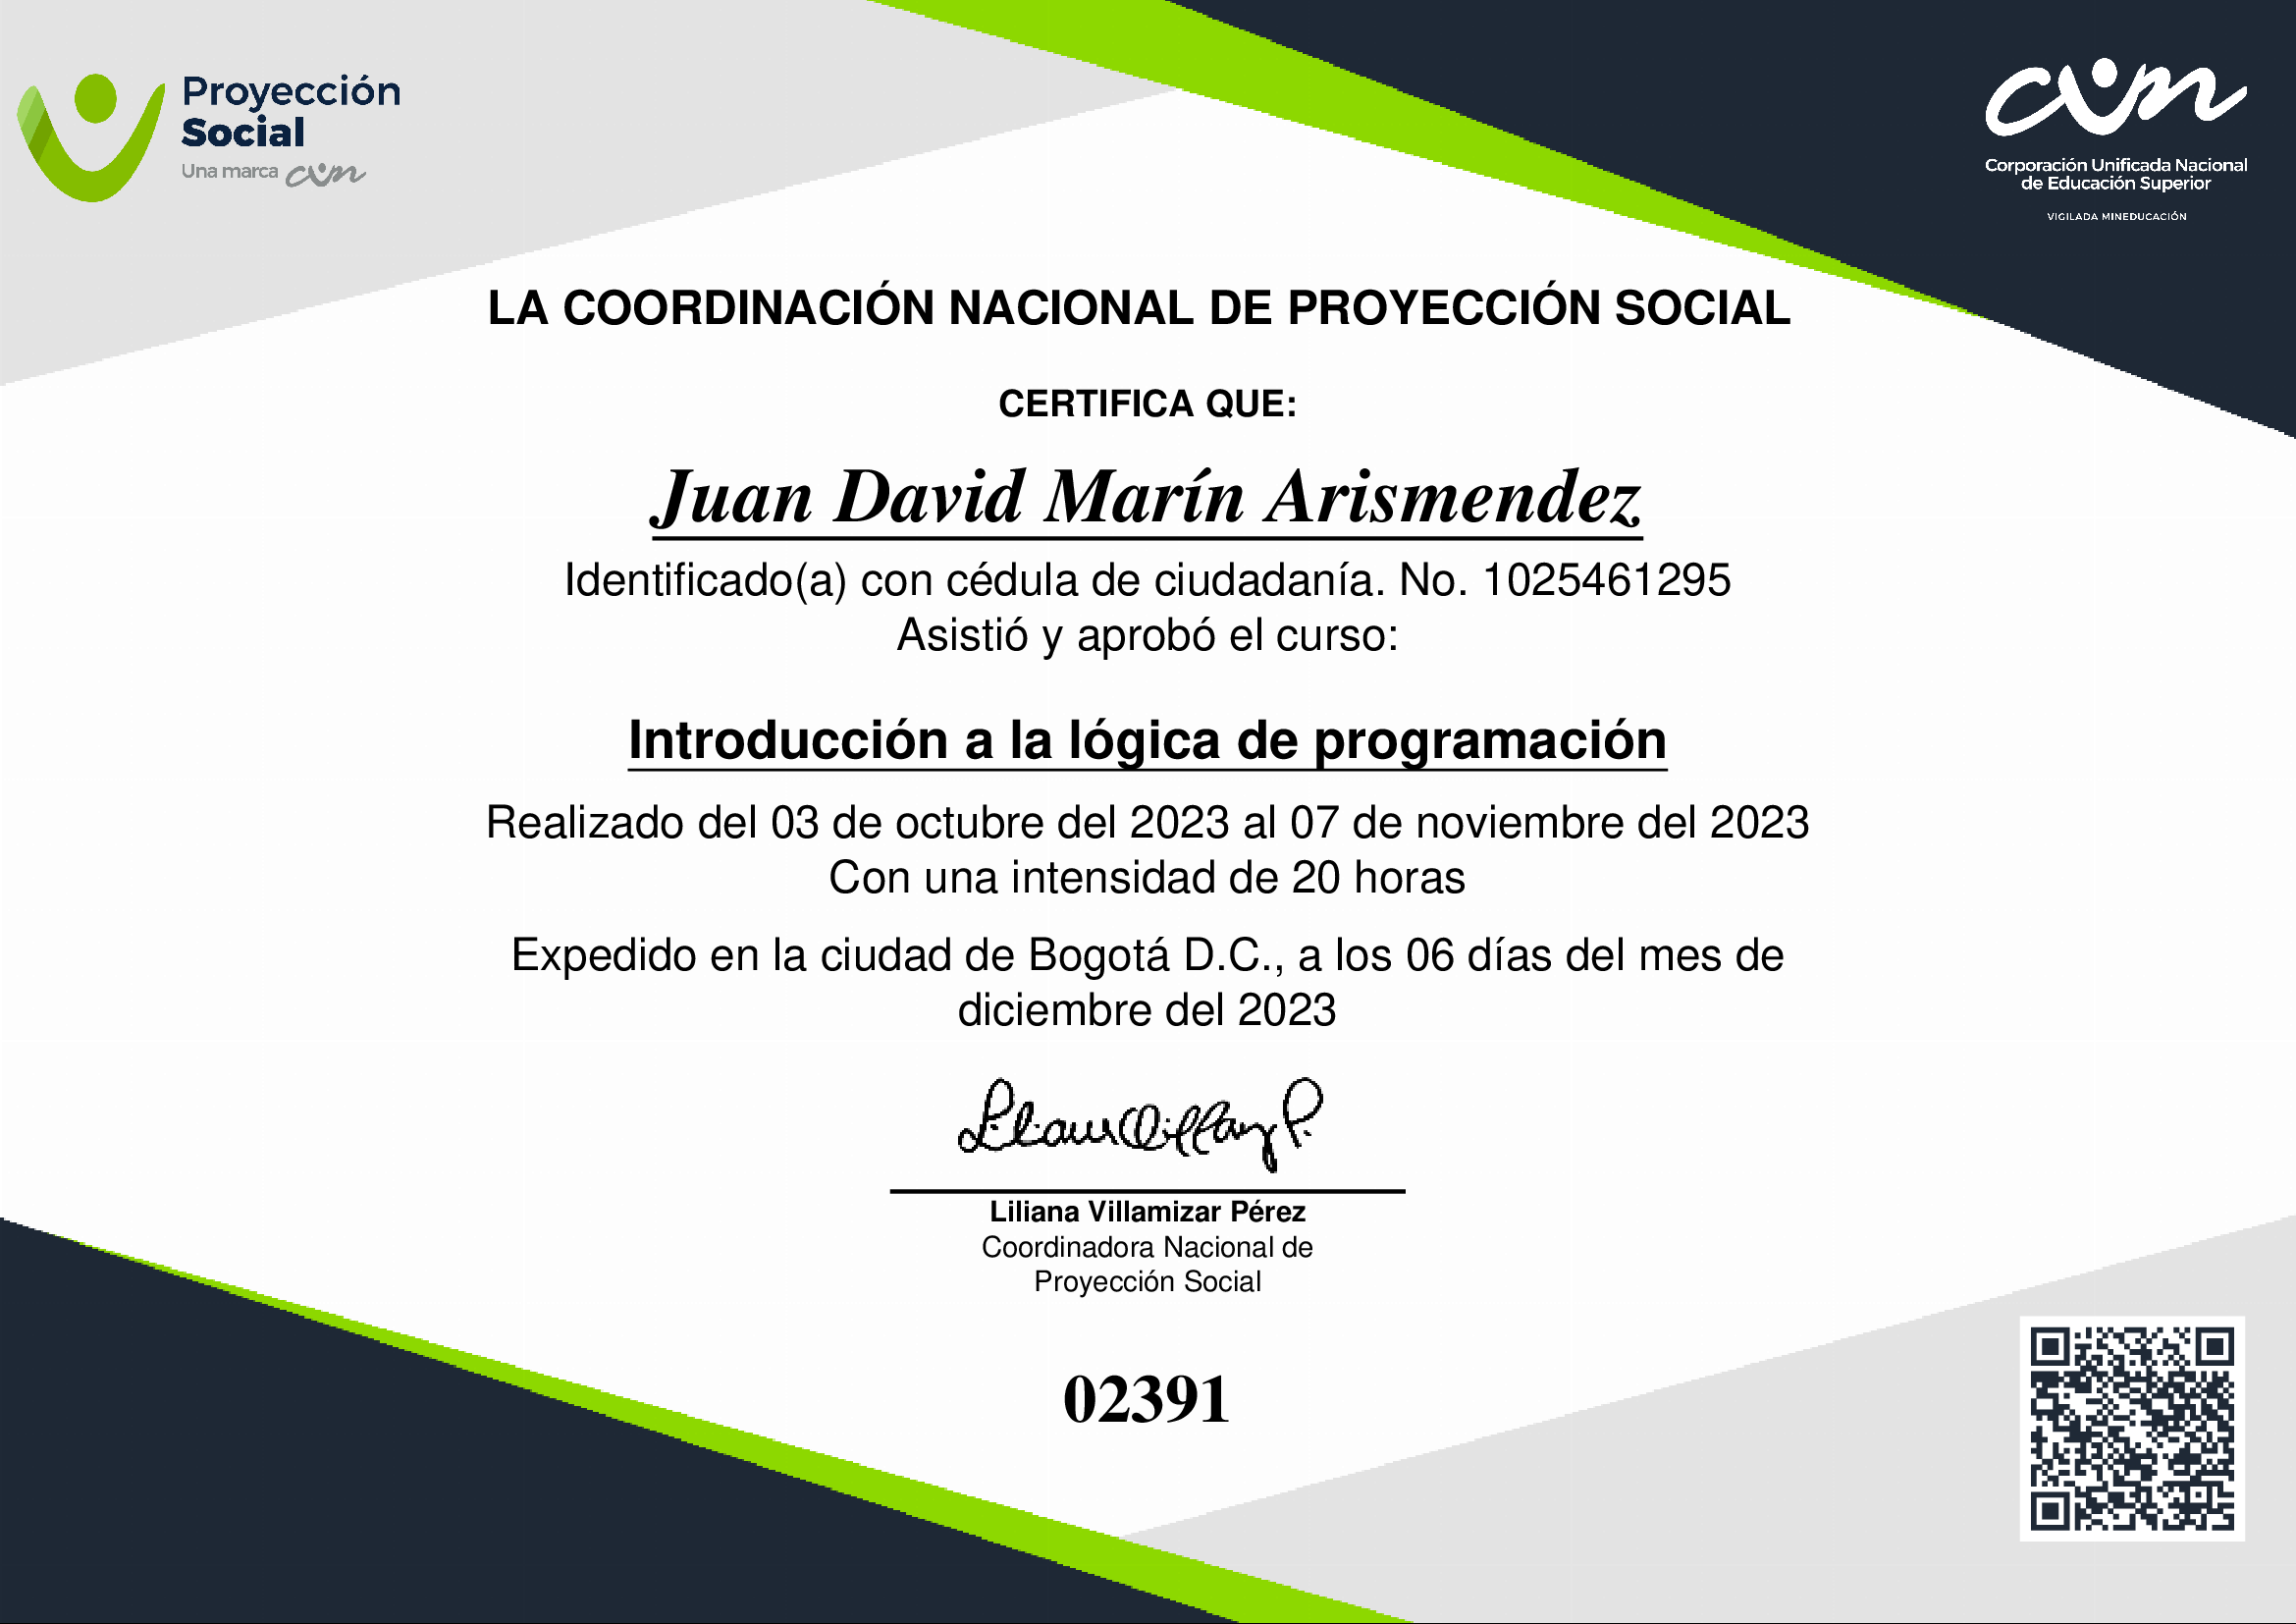 Proyección
Social
Una marca cun
cun
Corporación Unificada Nacional
de Educación Superior
VIGILADA MINEDUCACIÓN
LA COORDINACIÓN NACIONAL DE PROYECCIÓN SOCIAL
CERTIFICA QUE:
Juan David Marín Arismendez
Identificado(a) con cédula de ciudadanía. No. 1025461295
Asistió y aprobó el curso:
Introducción a la lógica de programación
Realizado del 03 de octubre del 2023 al 07 de noviembre del 2023
Con una intensidad de 20 horas
Expedido en la ciudad de Bogotá D.C., a los 06 días del mes de
diciembre del 2023
Liliana Villamizar Pérez
Coordinadora Nacional de
Proyección Social
02391